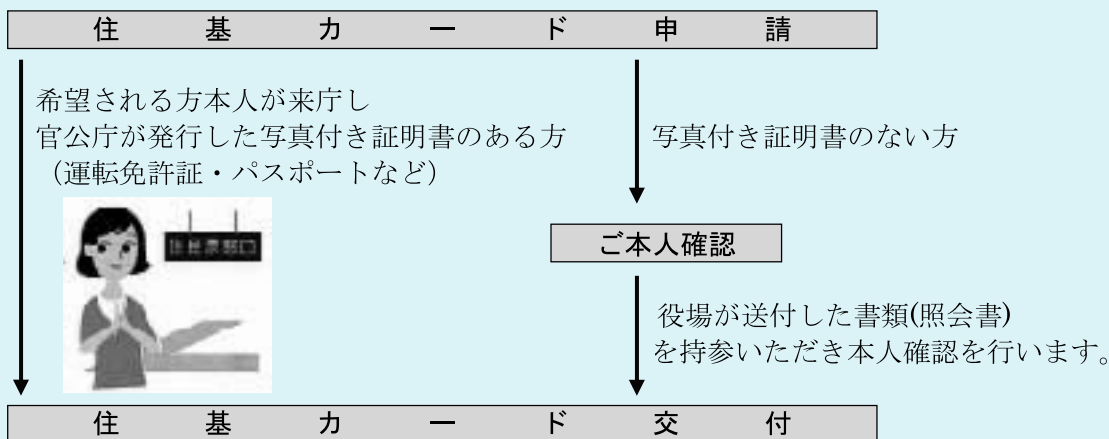 住基カード申請
希望される方本人が来庁し
官公庁が発行した写真付き証明書のある方
（運転免許証・パスポートなど）
写真付き証明書のない方
ご本人確認
役場が送付した書類(照会書)
を持参いただき本人確認を行います。
住基カード交付